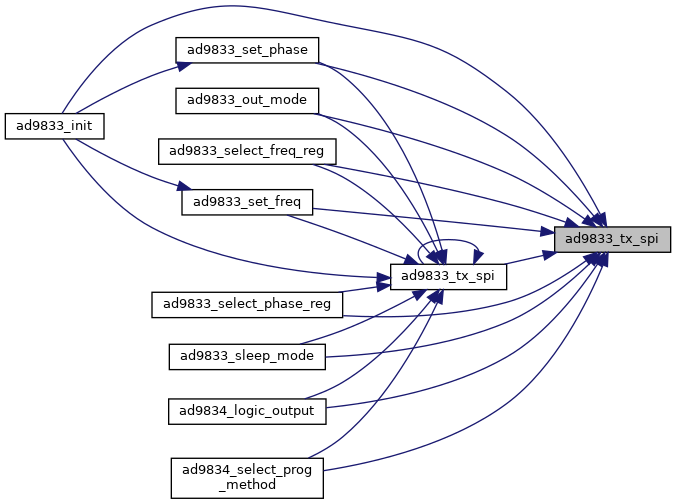 ad9833_set_phase
ad9833_out_mode
ad9833_init
ad9833_select_freq_reg
ad9833_set_freq
ad9833_tx_spi
ad9833_tx_spi
ad9833_select_phase_reg
ad9833_sleep_mode
ad9834_logic_output
ad9834_select_prog
_method